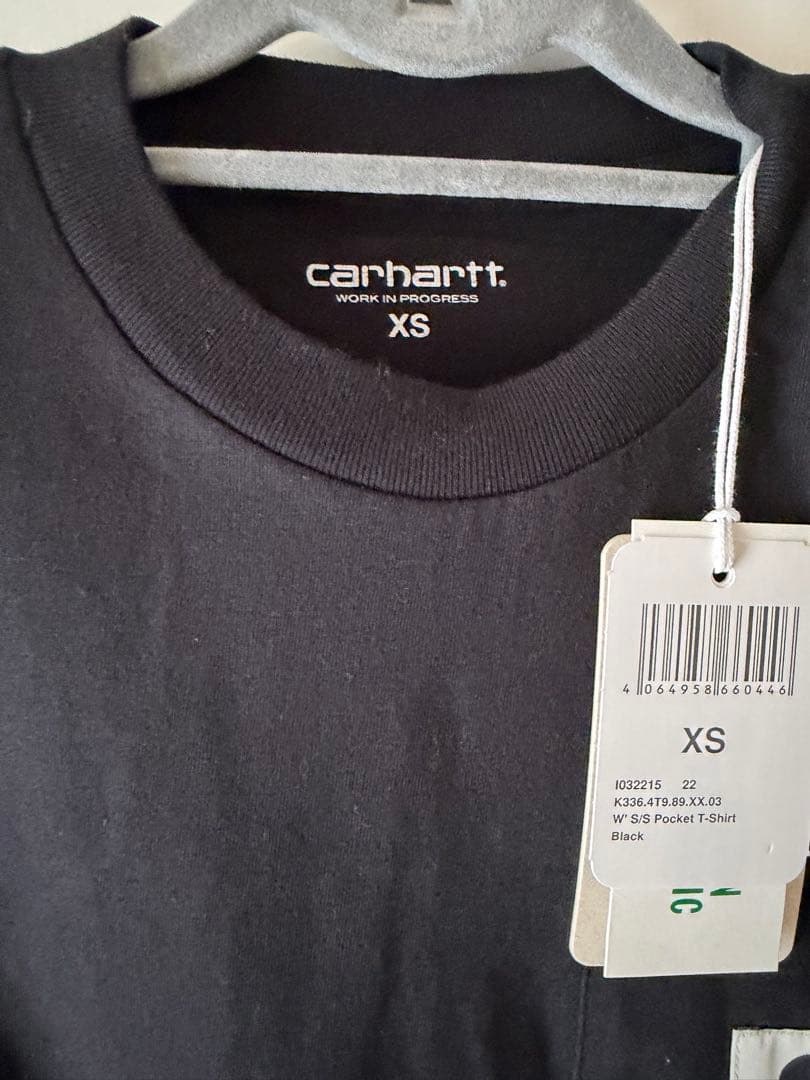 carhartt.
WORK IN PROGRESS
XS
4 064958 660446
XS
I032215 22
K336.4T9.89.XX.03
W' S/S Pocket T-Shirt
Black
N
IC